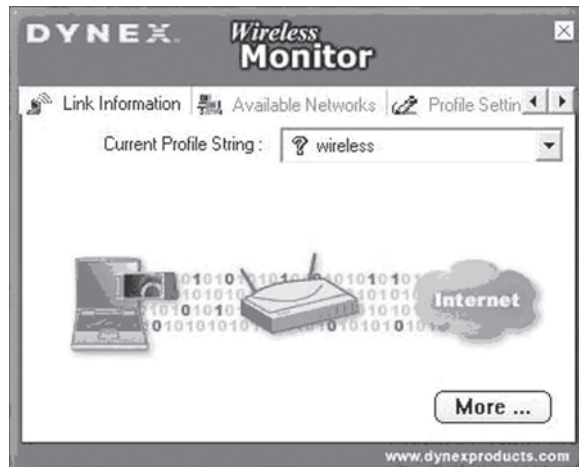 DYNEX
Wireless
Monitor
Link Information
Available Networks
Profile Settin
Current Profile String :
wireless
Internet
More ...
www.dynexproducts.com